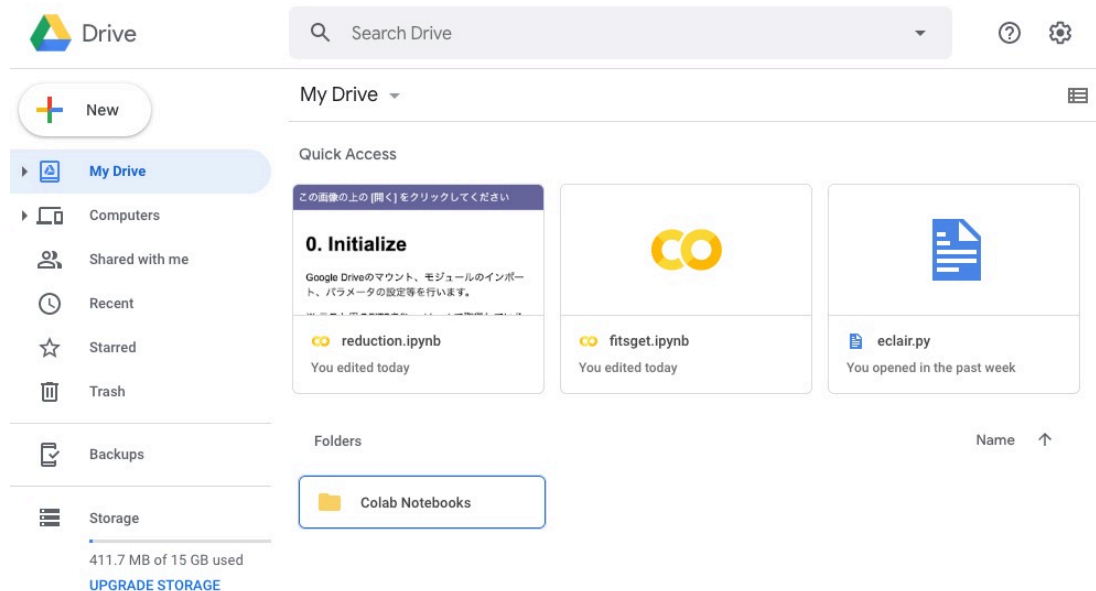 Drive
Search Drive
New
My Drive
Computers
Shared with me
Recent
Starred
Trash
Backups
Storage
411.7 MB of 15 GB used
UPGRADE STORAGE
My Drive
Quick Access
この画像の上の [開く] をクリックしてください
0. Initialize
Google Driveのマウント、モジュールのインポー
ト、パラメータの設定等を行います。
reduction.ipynb
You edited today
fitsget.ipynb
You edited today
eclair.py
You opened in the past week
Folders
Name
Colab Notebooks